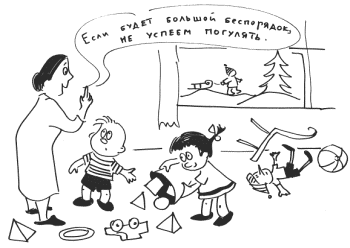 Если будет большой беспорядок,
не успеем погулять.